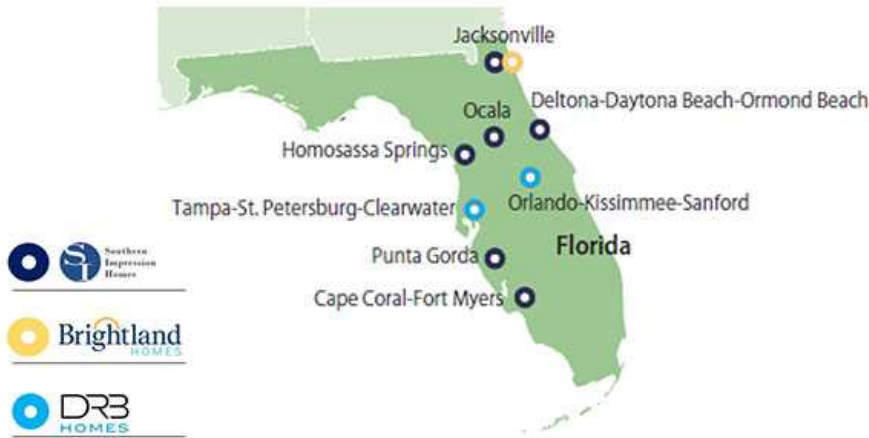 Jacksonville
Deltona-Daytona Beach-Ormond Beach
Ocala
Homosassa Springs
Orlando-Kissimmee-Sanford
Tampa-St. Petersburg-Clearwater
Florida
Punta Gorda
Cape Coral-Fort Myers
SI
Southern
Impression
Homes
Brightland
HOMES
DRB
HOMES